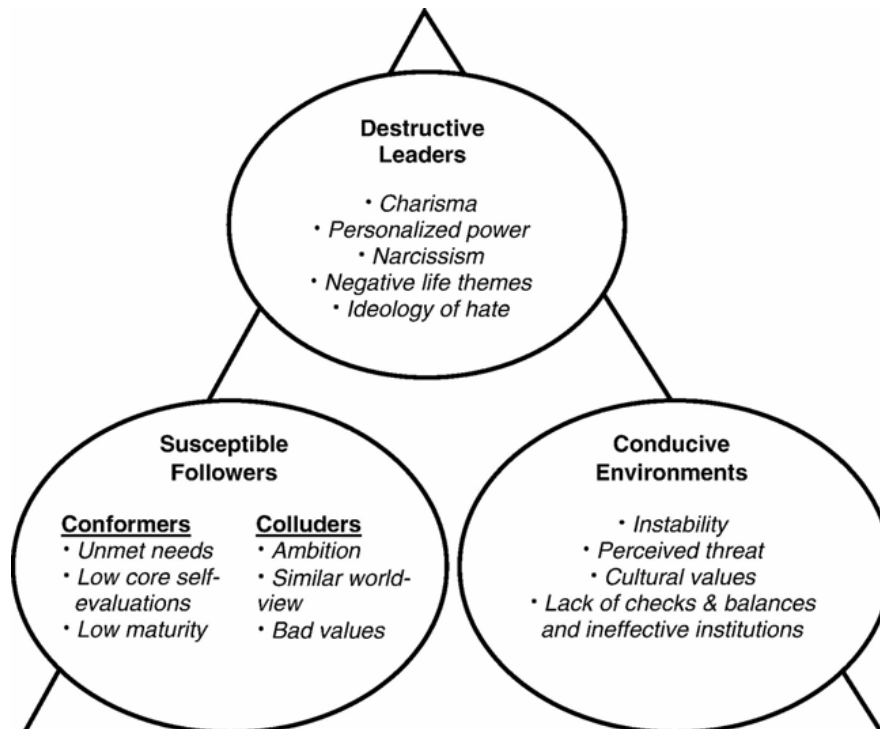 Destructive
Leaders
· Charisma
· Personalized power
· Narcissism
· Negative life themes
· Ideology of hate
Susceptible
Followers
Conformers
· Unmet needs
· Low core self-
evaluations
· Low maturity
Colluders
· Ambition
· Similar world-
view
· Bad values
Conducive
Environments
· Instability
· Perceived threat
· Cultural values
· Lack of checks & balances
and ineffective institutions